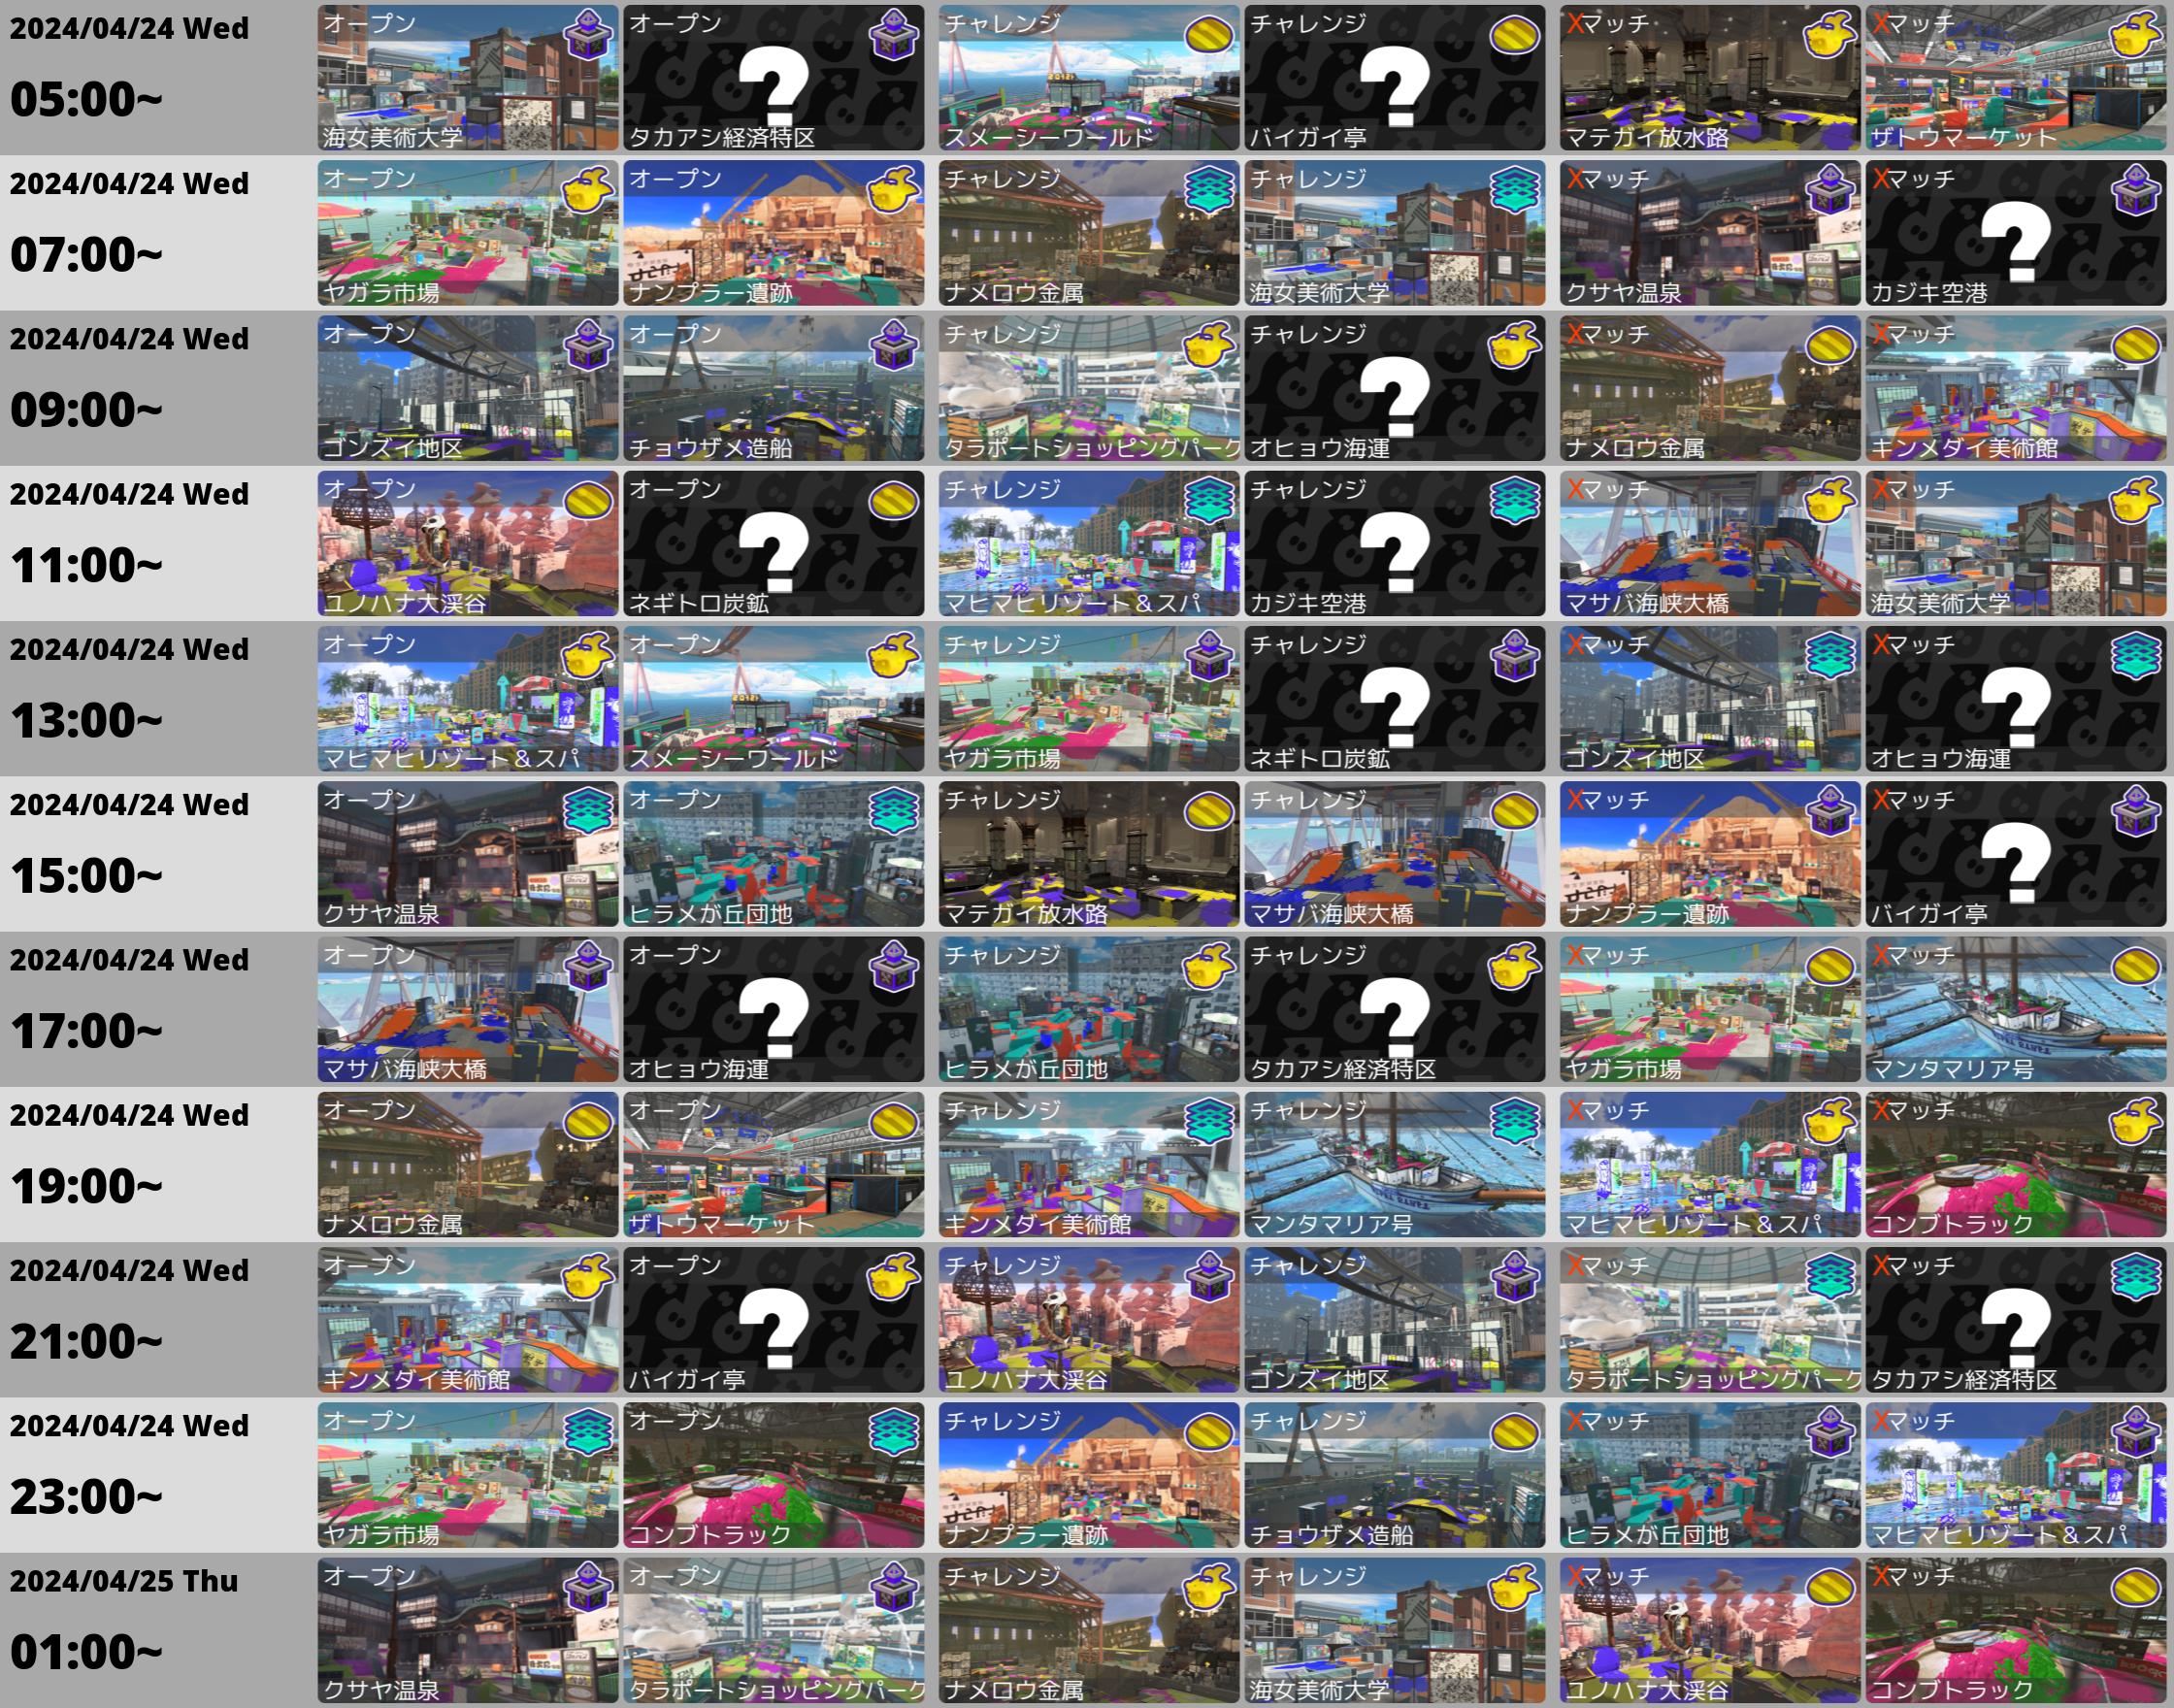 2024/04/24 Wed
05:00~
オープン
海女美術大学
オープン
タカアシ経済特区
チャレンジ
スメーシーワールド
チャレンジ
バイガイ亭
Xマッチ
マテガイ放水路
Xマッチ
ザトウマーケット
2024/04/24 Wed
07:00~
オープン
ヤガラ市場
オープン
ナンプラー遺跡
チャレンジ
ナメロウ金属
チャレンジ
海女美術大学
Xマッチ
クサヤ温泉
Xマッチ
カジキ空港
2024/04/24 Wed
09:00~
オープン
ゴンズイ地区
オープン
チョウザメ造船
チャレンジ
タラポートショッピングパーク
チャレンジ
オヒョウ海運
Xマッチ
ナメロウ金属
Xマッチ
キンメダイ美術館
2024/04/24 Wed
11:00~
オープン
ユノハナ大渓谷
オープン
ネギトロ炭鉱
チャレンジ
マヒマヒリゾート＆スパ
チャレンジ
カジキ空港
Xマッチ
マサバ海峡大橋
Xマッチ
海女美術大学
2024/04/24 Wed
13:00~
オープン
マヒマヒリゾート＆スパ
オープン
スメーシーワールド
チャレンジ
ヤガラ市場
チャレンジ
ネギトロ炭鉱
Xマッチ
ゴンズイ地区
Xマッチ
オヒョウ海運
2024/04/24 Wed
15:00~
オープン
クサヤ温泉
オープン
ヒラメが丘団地
チャレンジ
マテガイ放水路
チャレンジ
マサバ海峡大橋
Xマッチ
ナンプラー遺跡
Xマッチ
バイガイ亭
2024/04/24 Wed
17:00~
オープン
マサバ海峡大橋
オープン
オヒョウ海運
チャレンジ
ヒラメが丘団地
チャレンジ
タカアシ経済特区
Xマッチ
ヤガラ市場
Xマッチ
マンタマリア号
2024/04/24 Wed
19:00~
オープン
ナメロウ金属
オープン
ザトウマーケット
チャレンジ
キンメダイ美術館
チャレンジ
マンタマリア号
Xマッチ
マヒマヒリゾート＆スパ
Xマッチ
コンブトラック
2024/04/24 Wed
21:00~
オープン
キンメダイ美術館
オープン
バイガイ亭
チャレンジ
ユノハナ大渓谷
チャレンジ
ゴンズイ地区
Xマッチ
タラポートショッピングパーク
Xマッチ
タカアシ経済特区
2024/04/24 Wed
23:00~
オープン
ヤガラ市場
オープン
コンブトラック
チャレンジ
ナンプラー遺跡
チャレンジ
チョウザメ造船
Xマッチ
ヒラメが丘団地
Xマッチ
マヒマヒリゾート＆スパ
2024/04/25 Thu
01:00~
オープン
クサヤ温泉
オープン
タラポートショッピングパーク
チャレンジ
ナメロウ金属
チャレンジ
海女美術大学
Xマッチ
ユノハナ大渓谷
Xマッチ
コンブトラック